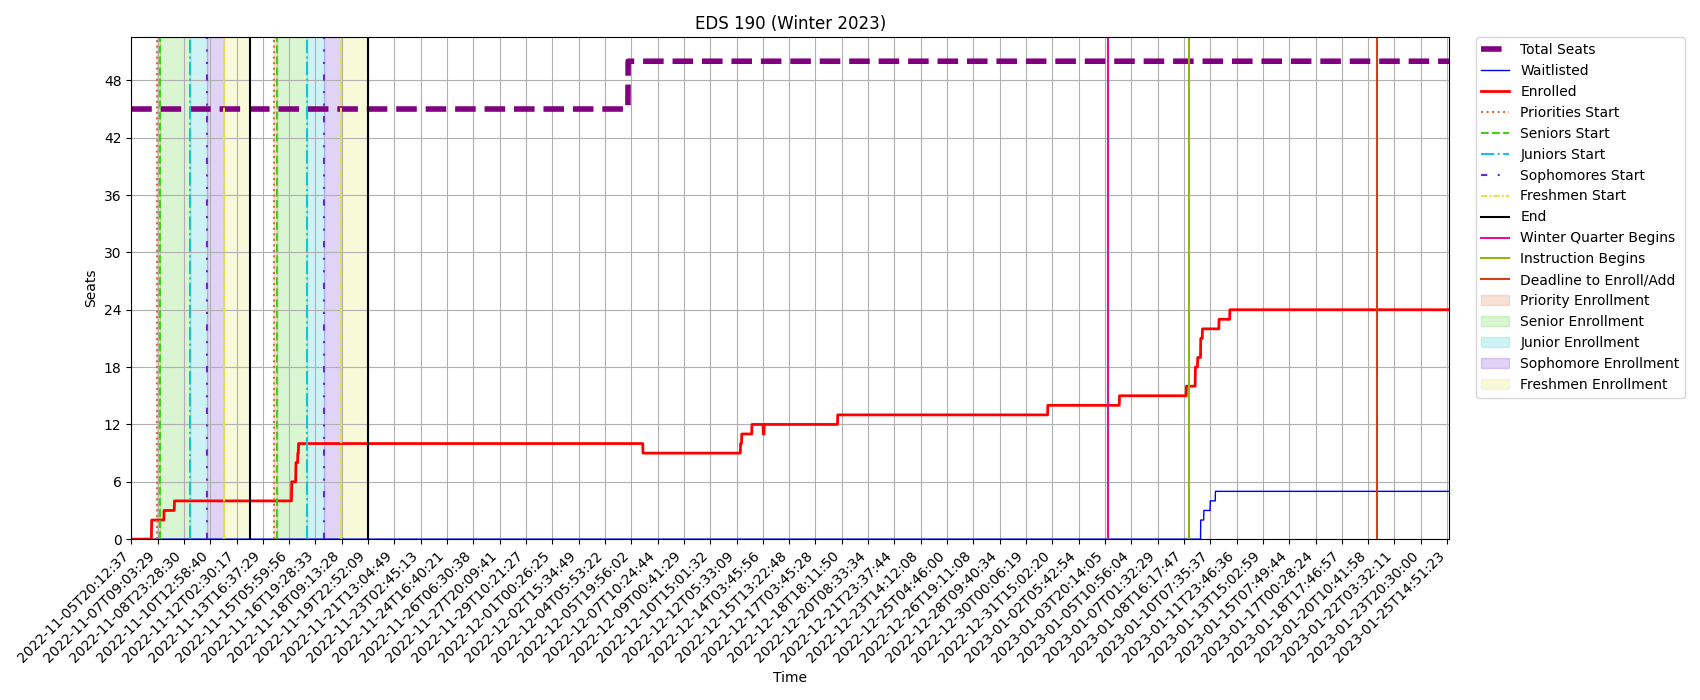 EDS 190 (Winter 2023)
Seats
48
42
36
30
24
18
12
6
0
2022-11-05T20:12:37
2022-11-07T09:03:29
2022-11-08T23:28:30
2022-11-10T12:58:40
2022-11-12T02:30:17
2022-11-13T16:37:29
2022-11-15T05:59:56
2022-11-16T19:28:33
2022-11-18T09:13:28
2022-11-19T22:52:09
2022-11-21T13:04:49
2022-11-23T02:45:13
2022-11-24T16:40:21
2022-11-26T06:30:38
2022-11-27T20:09:41
2022-11-29T10:21:27
2022-12-01T00:26:25
2022-12-02T15:34:49
2022-12-04T05:53:22
2022-12-05T19:56:02
2022-12-07T10:24:44
2022-12-09T00:41:29
2022-12-10T15:01:32
2022-12-12T05:33:09
2022-12-14T03:45:56
2022-12-15T13:22:48
2022-12-17T03:45:28
2022-12-18T18:11:50
2022-12-20T08:33:34
2022-12-21T23:37:44
2022-12-23T14:12:08
2022-12-25T04:46:00
2022-12-26T19:11:08
2022-12-28T09:40:34
2022-12-30T00:06:19
2022-12-31T15:02:20
2023-01-02T05:42:54
2023-01-03T20:14:05
2023-01-05T10:56:04
2023-01-07T01:32:29
2023-01-08T16:17:47
2023-01-10T07:35:37
2023-01-11T23:46:36
2023-01-13T15:02:59
2023-01-15T07:49:44
2023-01-17T00:28:24
2023-01-18T17:46:57
2023-01-20T10:41:58
2023-01-22T03:32:11
2023-01-23T20:30:00
2023-01-25T14:51:23
Time
Total Seats
Waitlisted
Enrolled
Priorities Start
Seniors Start
Juniors Start
Sophomores Start
Freshmen Start
End
Winter Quarter Begins
Instruction Begins
Deadline to Enroll/Add
Priority Enrollment
Senior Enrollment
Junior Enrollment
Sophomore Enrollment
Freshmen Enrollment